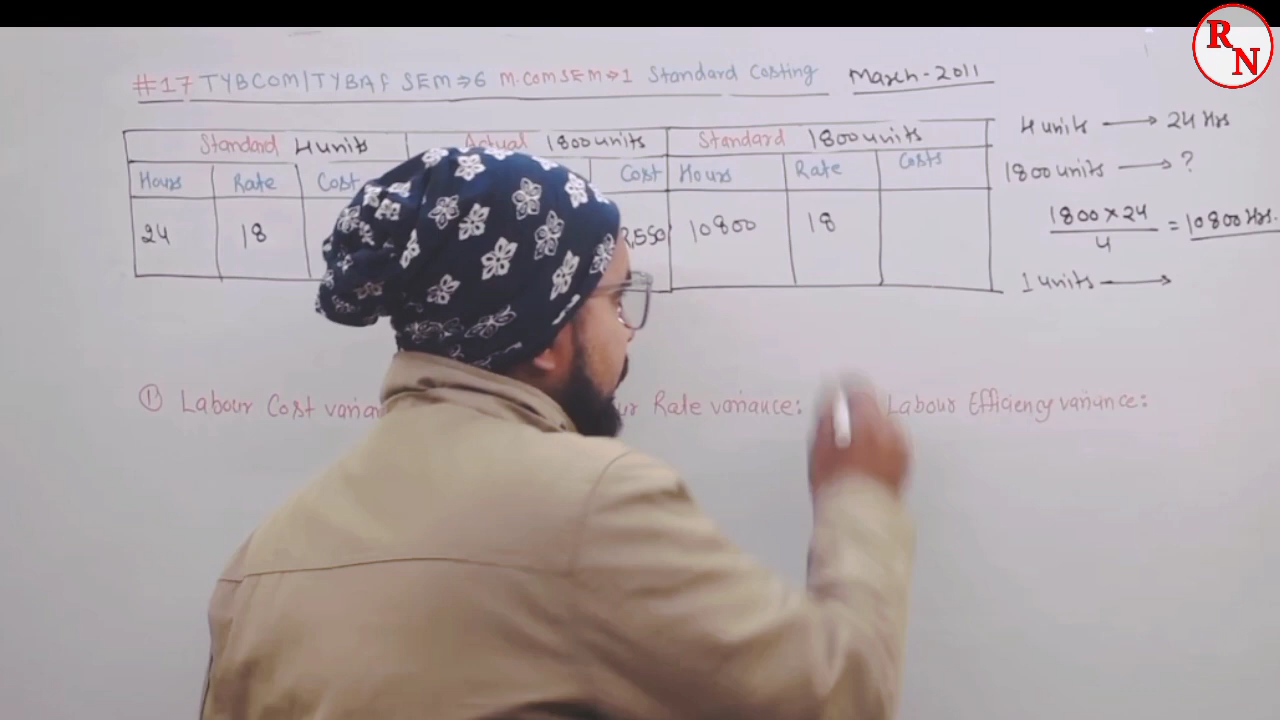 R N
#17 TYBCOM/TYBAF SEM→6 M.COM SEM→1 Standard Costing March-2011
Standard 4 units Actual 1800 units Standard 1800 units
Hours Rate Cost Cost Hours Rate Costs
24 18 ,550 10800 18
4 units → 24 Hrs
1800 units → ?
1800 × 24
4
= 10800 Hrs.
1 units →
① Labour Cost Rate variance: Labour Efficiency variance: